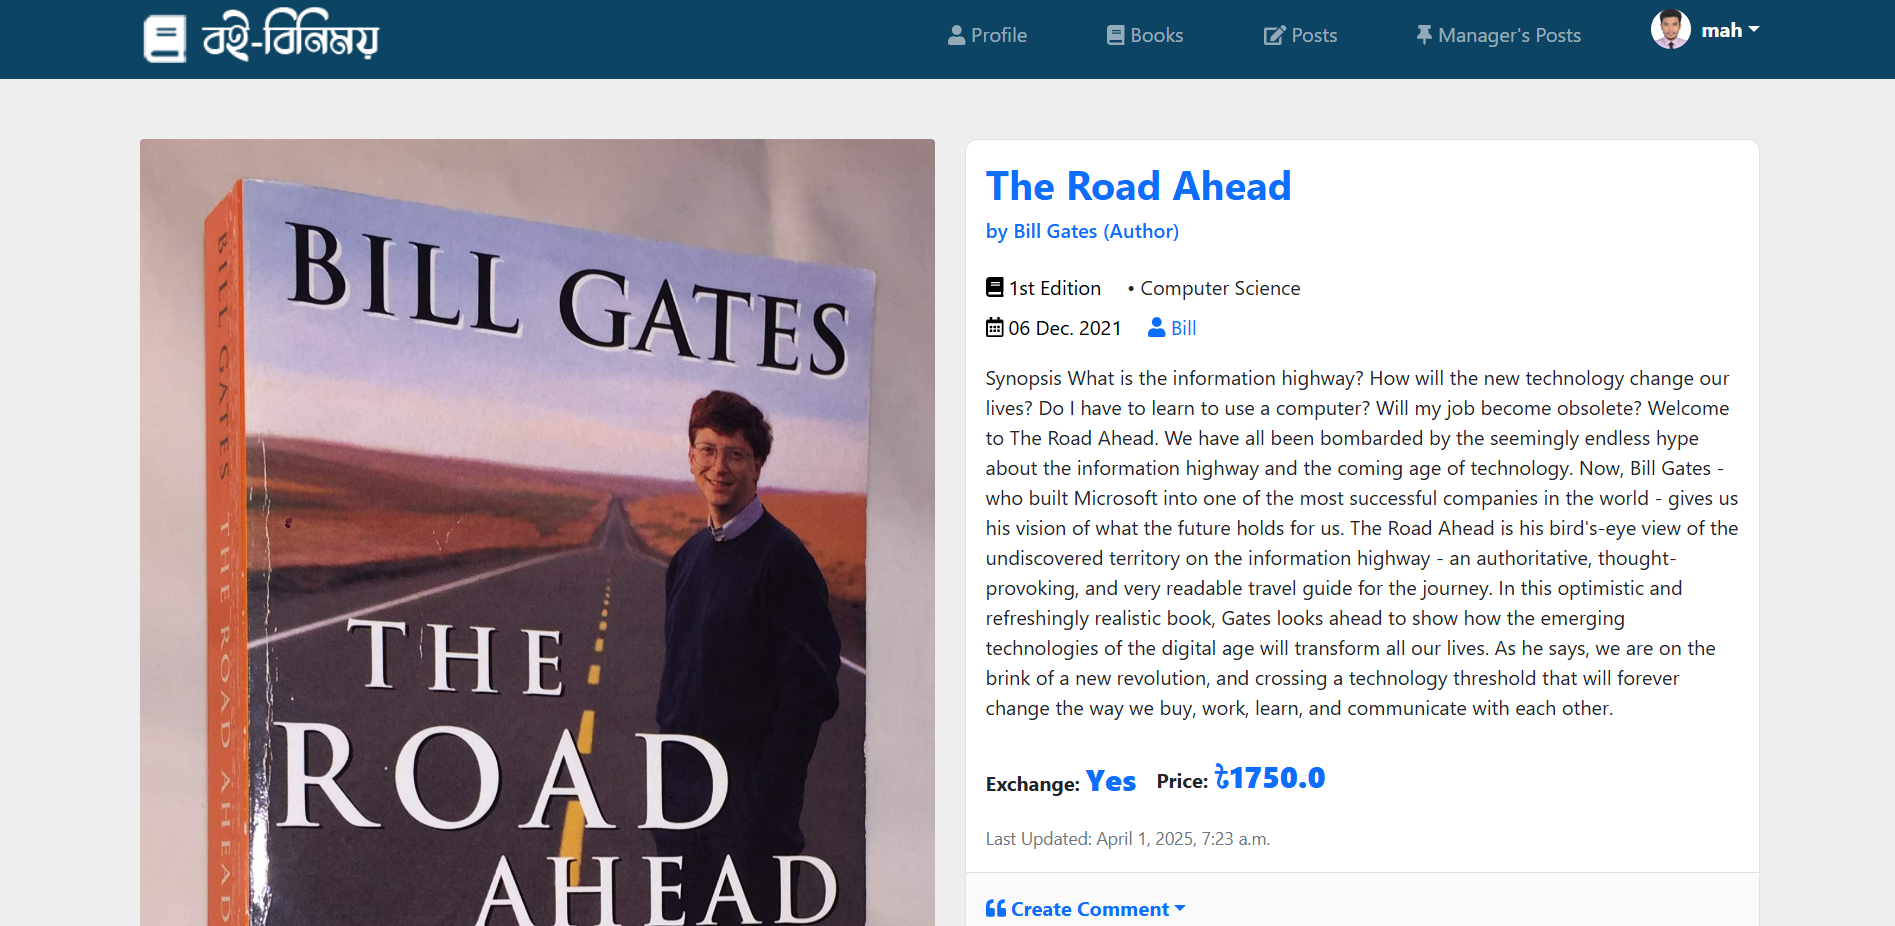 বই-বিনিময়
Profile
Books
Posts
Manager's Posts
mah
BILL GATES
THE
ROAD
AHEAD
BILL GATES THE ROAD AHEAD
The Road Ahead
by Bill Gates (Author)
1st Edition • Computer Science
06 Dec. 2021 Bill
Synopsis What is the information highway? How will the new technology change our
lives? Do I have to learn to use a computer? Will my job become obsolete? Welcome
to The Road Ahead. We have all been bombarded by the seemingly endless hype
about the information highway and the coming age of technology. Now, Bill Gates -
who built Microsoft into one of the most successful companies in the world - gives us
his vision of what the future holds for us. The Road Ahead is his bird's-eye view of the
undiscovered territory on the information highway - an authoritative, thought-
provoking, and very readable travel guide for the journey. In this optimistic and
refreshingly realistic book, Gates looks ahead to show how the emerging
technologies of the digital age will transform all our lives. As he says, we are on the
brink of a new revolution, and crossing a technology threshold that will forever
change the way we buy, work, learn, and communicate with each other.
Exchange: Yes Price: ৳1750.0
Last Updated: April 1, 2025, 7:23 a.m.
Create Comment